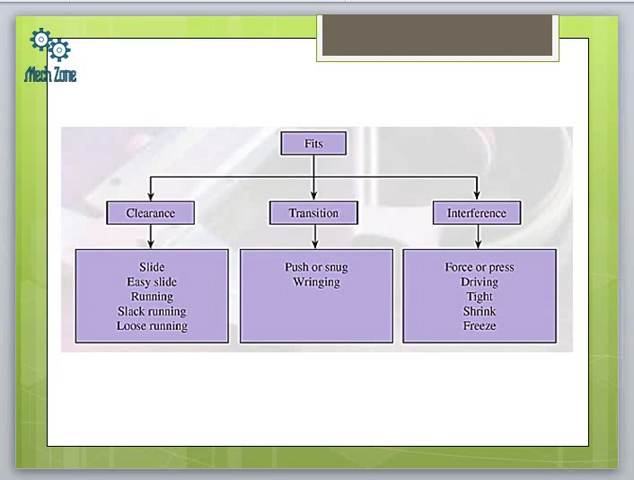 Mech Zone
Fits
Clearance
Transition
Interference
Slide
Easy slide
Running
Slack running
Loose running
Push or snug
Wringing
Force or press
Driving
Tight
Shrink
Freeze